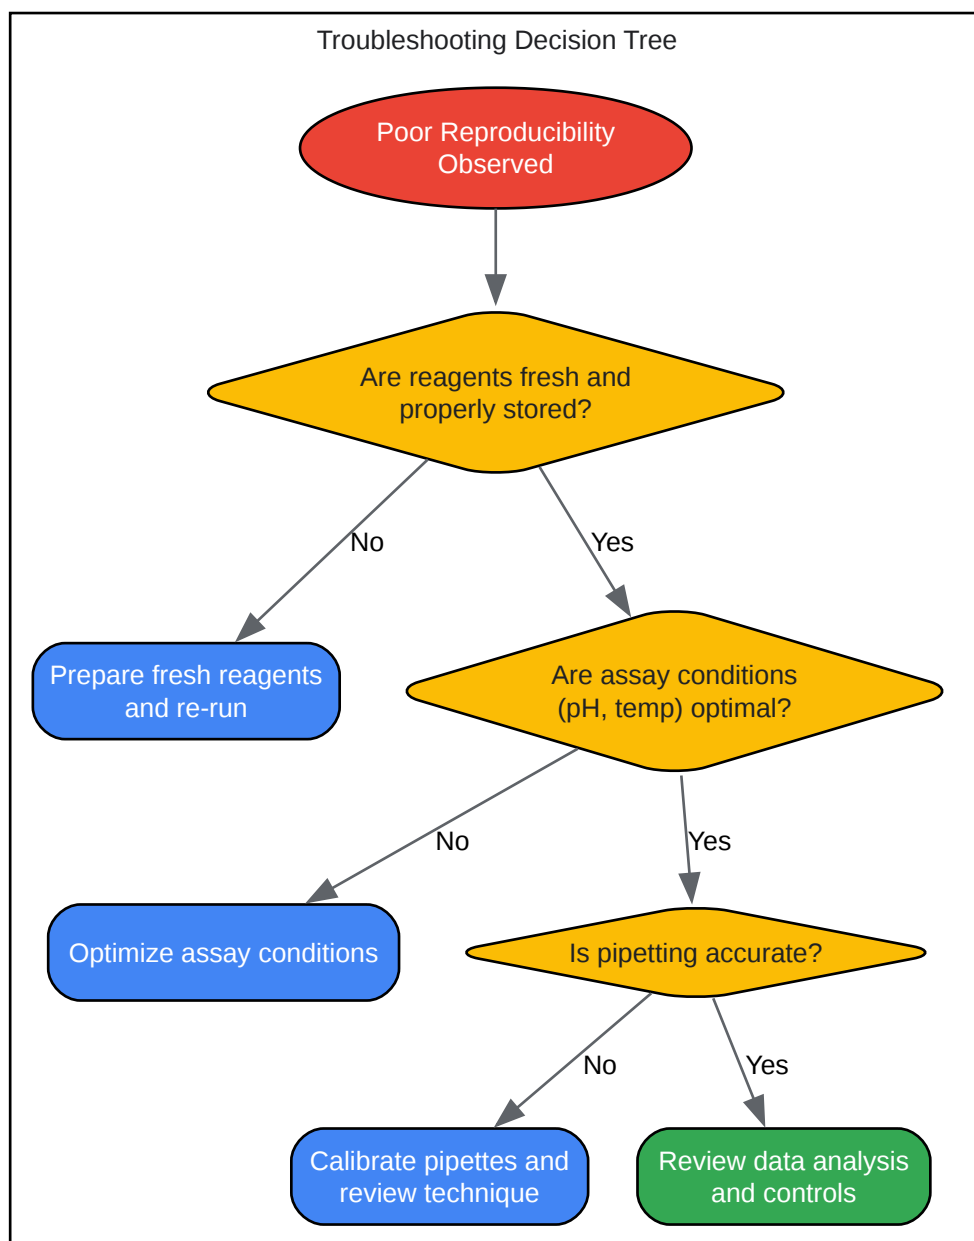 Troubleshooting Decision Tree
Poor Reproducibility
Observed
Are reagents fresh and
properly stored?
No
Yes
Prepare fresh reagents
and re-run
Are assay conditions
(pH, temp) optimal?
No
Yes
Optimize assay conditions
Is pipetting accurate?
No
Yes
Calibrate pipettes and
review technique
Review data analysis
and controls